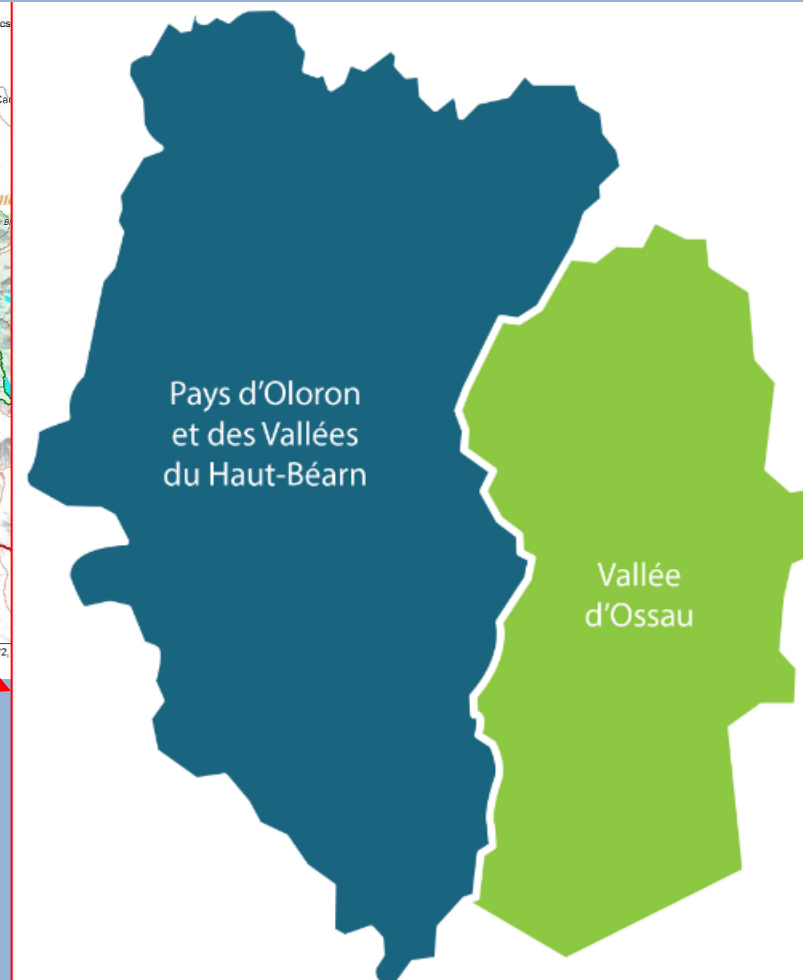 Pays d'Oloron
et des Vallées
du Haut-Béarn
Vallée
d'Ossau